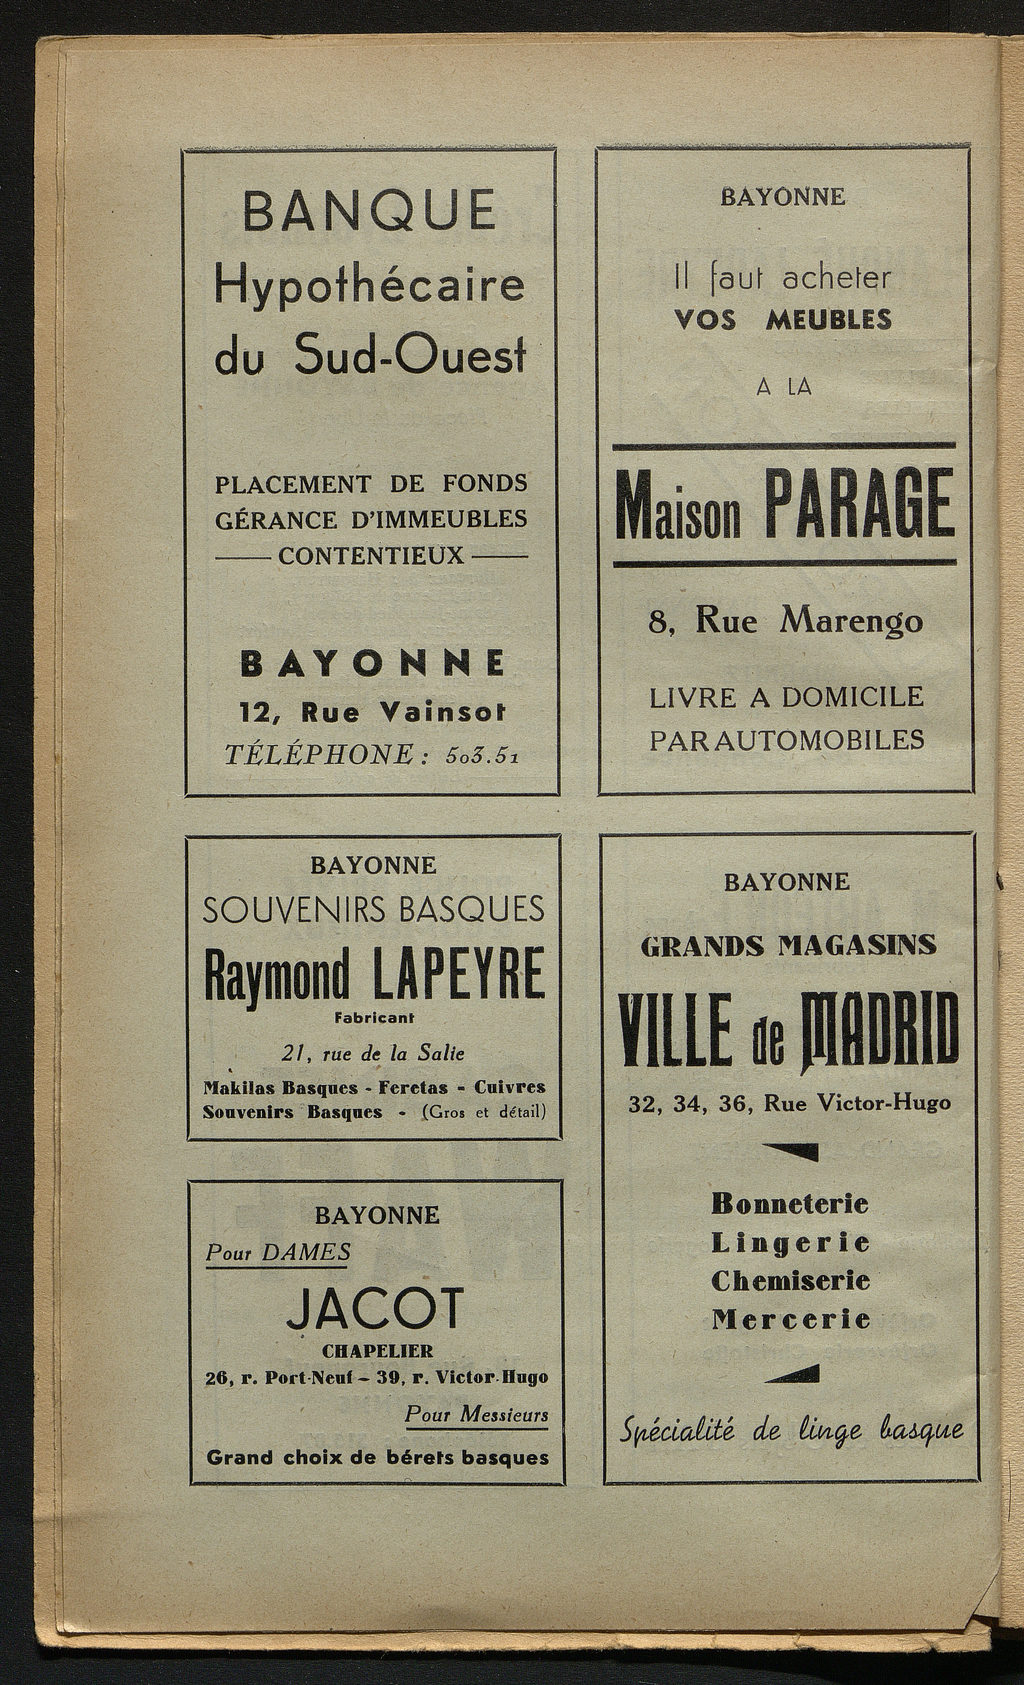 BANQUE
Hypothécaire
du Sud-Ouest
PLACEMENT DE FONDS
GÉRANCE D'IMMEUBLES
CONTENTIEUX
BAYONNE
12, Rue Vainsot
TÉLÉPHONE : 503.51
BAYONNE
Il faut acheter
VOS MEUBLES
A LA
Maison PARAGE
8, Rue Marengo
LIVRE A DOMICILE
PAR AUTOMOBILES
BAYONNE
SOUVENIRS BASQUES
Raymond LAPEYRE
Fabricant
21, rue de la Salie
Makilas Basques - Feretas - Cuivres
Souvenirs Basques - (Gros et détail)
BAYONNE
Pour DAMES
JACOT
CHAPELIER
26, r. Port-Neuf – 39, r. Victor-Hugo
Pour Messieurs
Grand choix de bérets basques
BAYONNE
GRANDS MAGASINS
VILLE de MADRID
32, 34, 36, Rue Victor-Hugo
Bonneterie
Lingerie
Chemiserie
Mercerie
Spécialité de linge basque